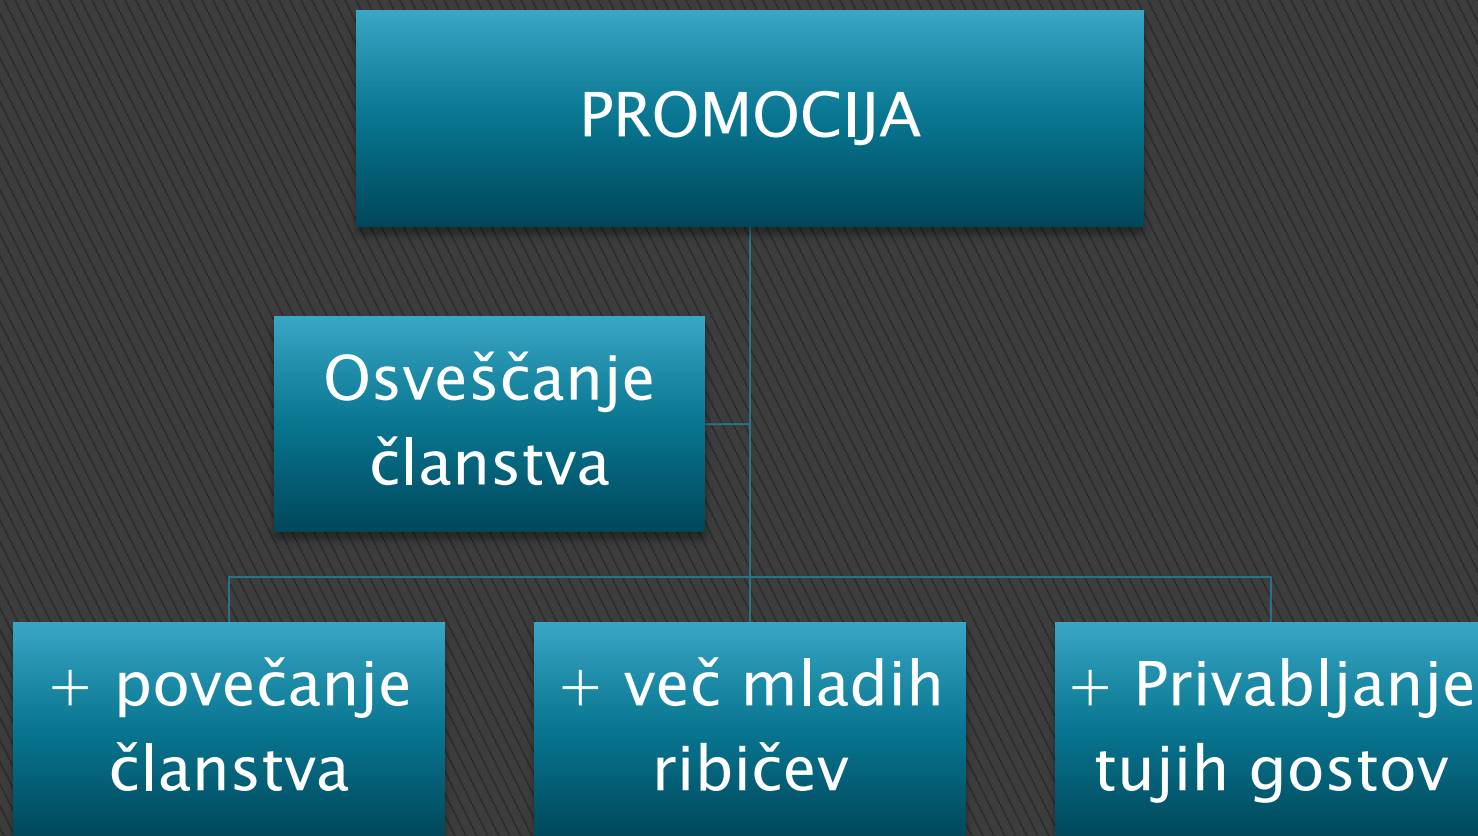 PROMOCIJA
Osveščanje
članstva
+ povečanje
članstva
+ več mladih
ribičev
+ Privabljanje
tujih gostov